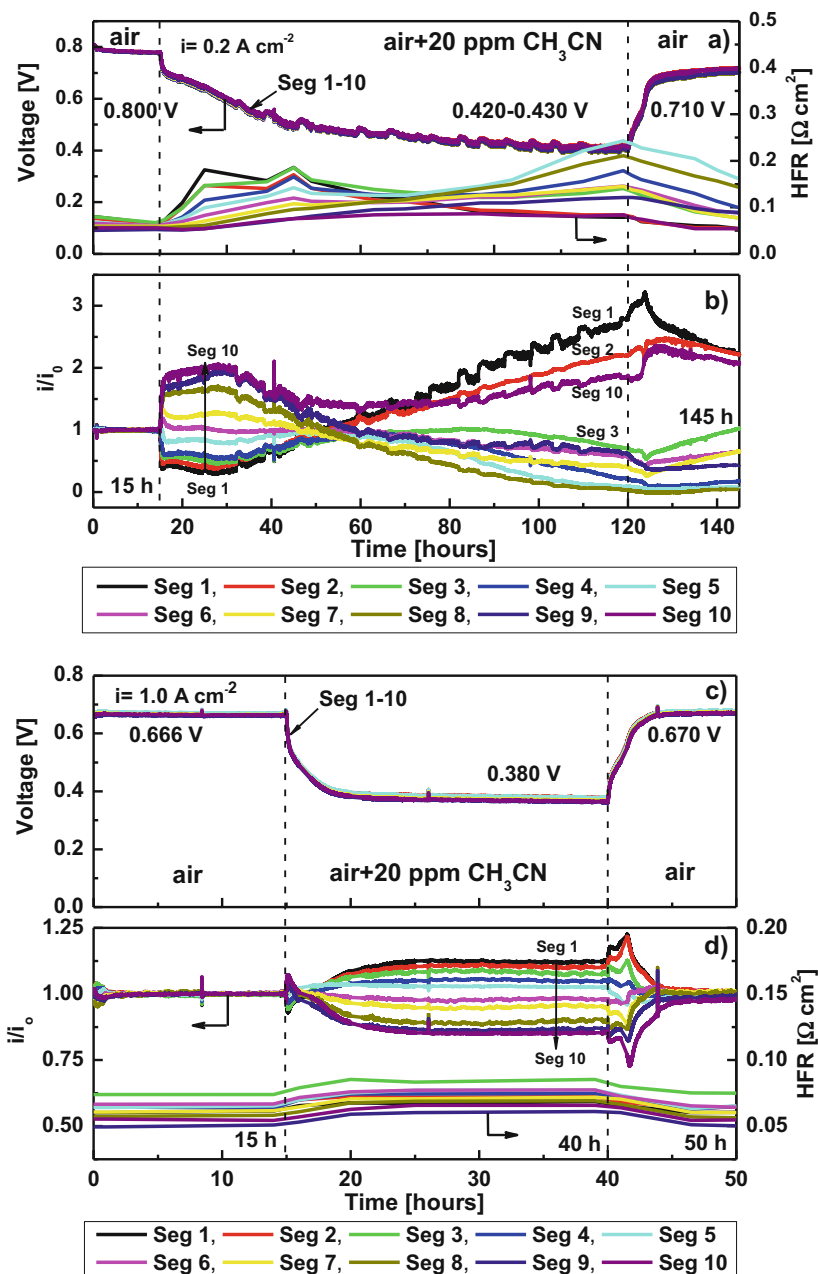 air
i= 0.2 A cm-2
air+20 ppm CH3CN
air
a)
Seg 1-10
0.800 V
0.420-0.430 V
0.710 V
Voltage [V]
0.8
0.6
0.4
0.2
0.0
HFR [Ω cm2]
0.5
0.4
0.3
0.2
0.1
0.0
b)
Seg 1
Seg 2
Seg 10
Seg 3
Seg 10
Seg 1
15 h
145 h
i/i0
3
2
1
0
0 20 40 60 80 100 120 140
Time [hours]
Seg 1, Seg 2, Seg 3, Seg 4, Seg 5
Seg 6, Seg 7, Seg 8, Seg 9, Seg 10
i= 1.0 A cm-2
c)
Seg 1-10
0.666 V
0.380 V
0.670 V
air
air+20 ppm CH3CN
air
Voltage [V]
0.8
0.6
0.4
0.2
0.0
d)
Seg 1
Seg 10
15 h
40 h
50 h
i/io
1.25
1.00
0.75
0.50
HFR [Ω cm2]
0.20
0.15
0.10
0.05
0 10 20 30 40 50
Time [hours]
Seg 1, Seg 2, Seg 3, Seg 4, Seg 5
Seg 6, Seg 7, Seg 8, Seg 9, Seg 10